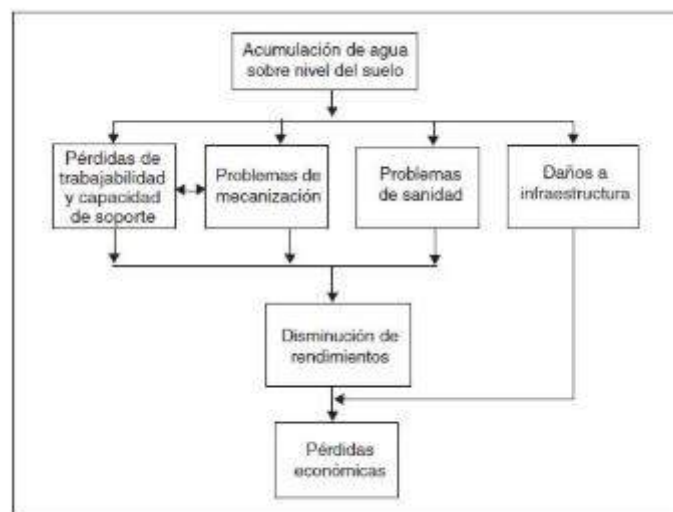 Acumulación de agua
sobre nivel del suelo
Pérdidas de
trabajabilidad
y capacidad
de soporte
Problemas de
mecanización
Problemas
de sanidad
Daños a
infraestructura
Disminución de
rendimientos
Pérdidas
económicas